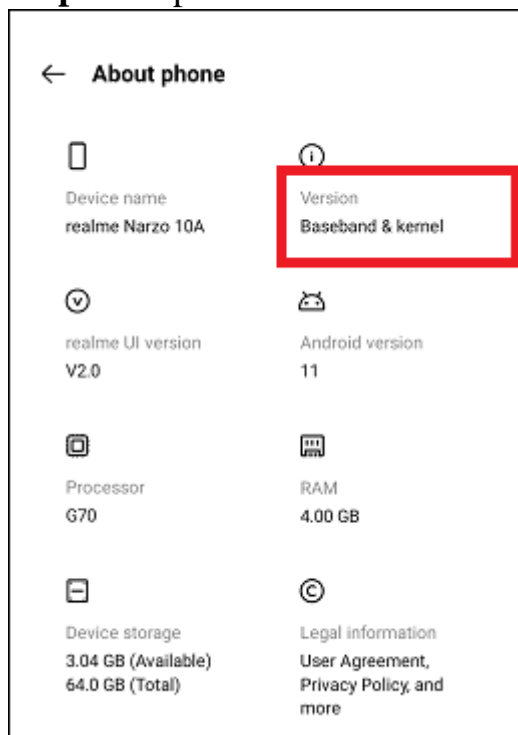 About phone
Device name
realme Narzo 10A
Version
Baseband & kernel
realme UI version
V2.0
Android version
11
Processor
G70
RAM
4.00 GB
Device storage
3.04 GB (Available)
64.0 GB (Total)
Legal information
User Agreement,
Privacy Policy, and
more